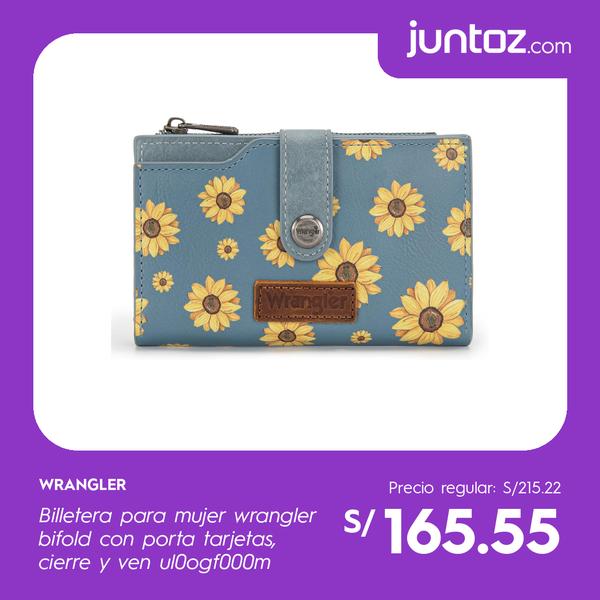 juntoz.com
Wrangler
Wrangler
WRANGLER
Billetera para mujer wrangler
bifold con porta tarjetas,
cierre y ven ul0ogf000m
Precio regular: S/215.22
S/165.55